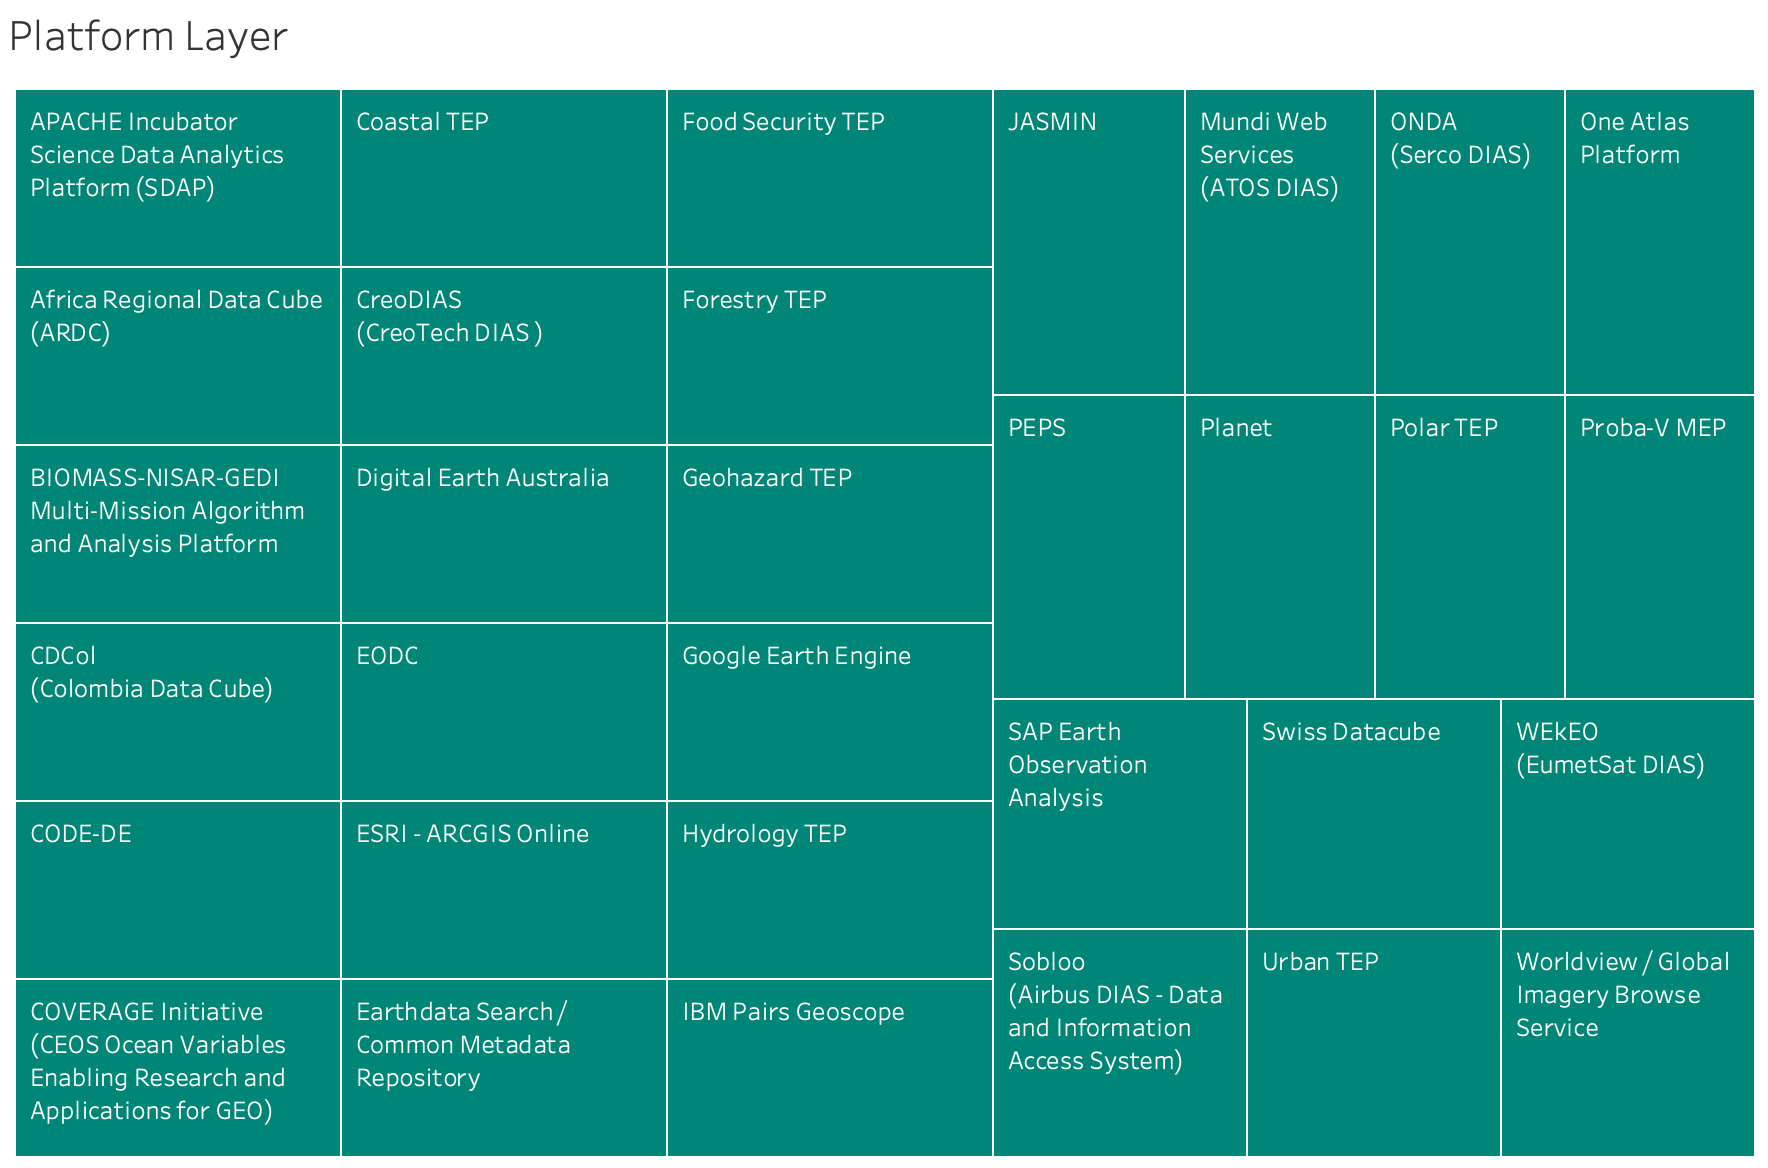 Platform Layer
APACHE Incubator
Science Data Analytics
Platform (SDAP)
Africa Regional Data Cube
(ARDC)
BIOMASS-NISAR-GEDI
Multi-Mission Algorithm
and Analysis Platform
CDCol
(Colombia Data Cube)
CODE-DE
COVERAGE Initiative
(CEOS Ocean Variables
Enabling Research and
Applications for GEO)
Coastal TEP
CreoDIAS
(CreoTech DIAS )
Digital Earth Australia
EODC
ESRI - ARCGIS Online
Earthdata Search /
Common Metadata
Repository
Food Security TEP
Forestry TEP
Geohazard TEP
Google Earth Engine
Hydrology TEP
IBM Pairs Geoscope
JASMIN
Mundi Web
Services
(ATOS DIAS)
ONDA
(Serco DIAS)
One Atlas
Platform
PEPS
Planet
Polar TEP
Proba-V MEP
SAP Earth
Observation
Analysis
Swiss Datacube
WEkEO
(EumetSat DIAS)
Sobloo
(Airbus DIAS - Data
and Information
Access System)
Urban TEP
Worldview / Global
Imagery Browse
Service